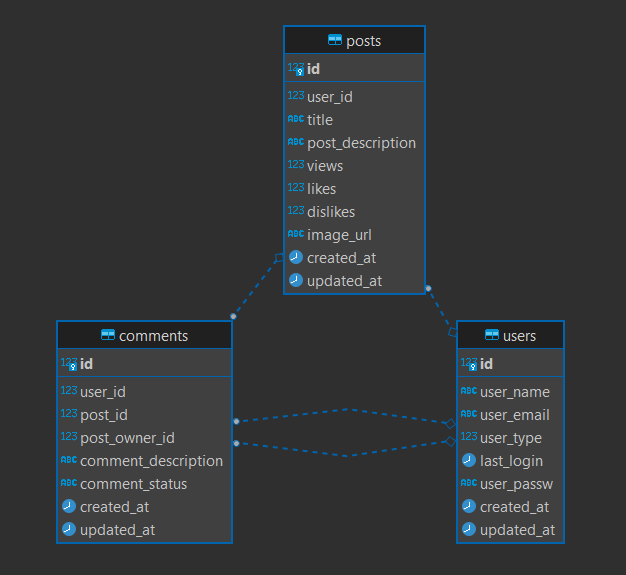 posts
123 id
123 user_id
ABC title
ABC post_description
123 views
123 likes
123 dislikes
ABC image_url
created_at
updated_at
comments
123 id
123 user_id
123 post_id
123 post_owner_id
ABC comment_description
ABC comment_status
created_at
updated_at
users
123 id
ABC user_name
ABC user_email
123 user_type
last_login
ABC user_passw
created_at
updated_at